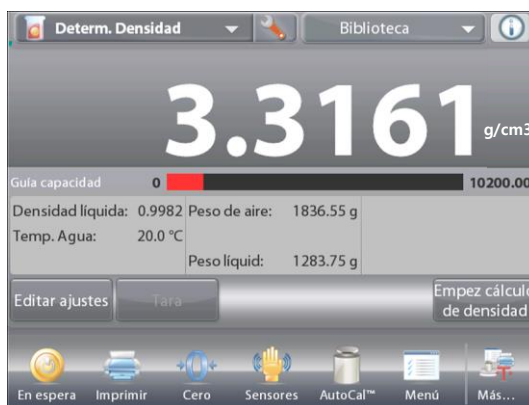 Determ. Densidad
Biblioteca
3.3161 g/cm3
Guía capacidad 0 10200.00
Densidad líquida: 0.9982 Peso de aire: 1836.55 g
Temp. Agua: 20.0 °C
Peso líquid: 1283.75 g
Editar ajustes
Tara
Empez cálculo
de densidad
En espera
Imprimir
Cero
Sensores
AutoCal™
Menú
Más...